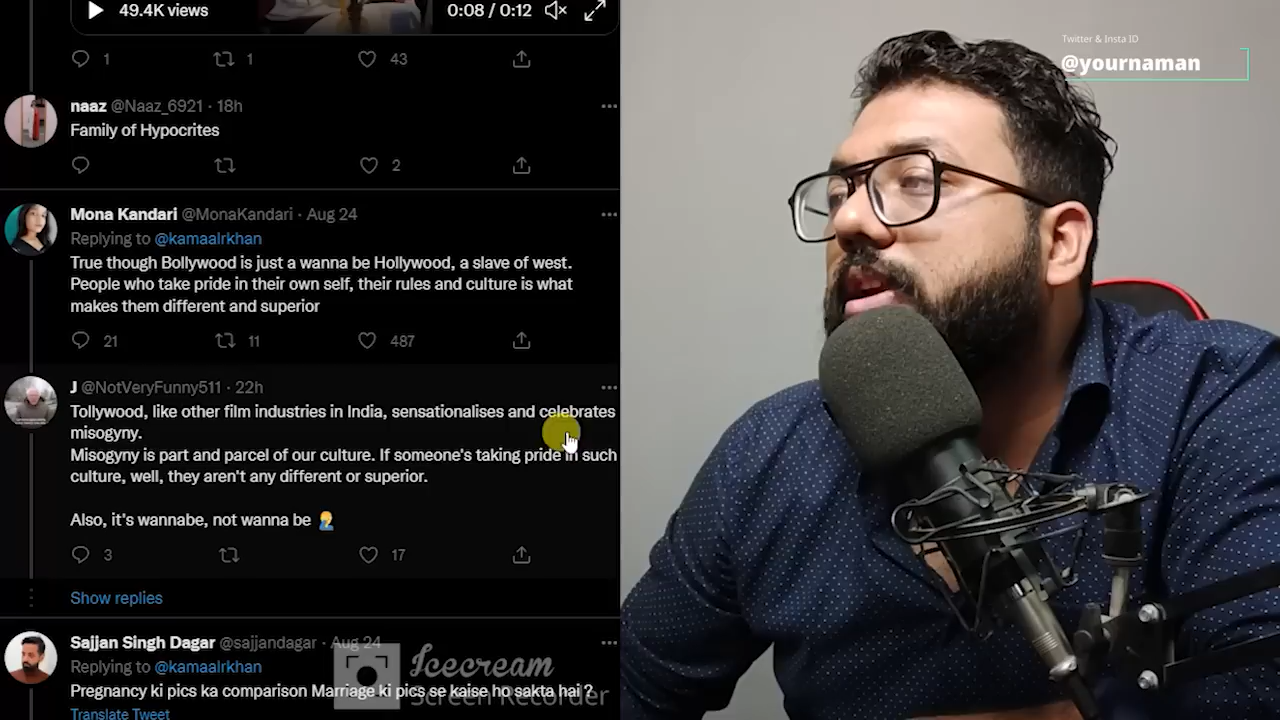 49.4K views
0:08 / 0:12
1
1
43
Twitter & Insta ID
@yournaman
naaz @Naaz_6921 · 18h
Family of Hypocrites
2
Mona Kandari @MonaKandari · Aug 24
Replying to @kamaalrkhan
True though Bollywood is just a wanna be Hollywood, a slave of west.
People who take pride in their own self, their rules and culture is what
makes them different and superior
21
11
487
J @NotVeryFunny511 · 22h
Tollywood, like other film industries in India, sensationalises and celebrates
misogyny.
Misogyny is part and parcel of our culture. If someone's taking pride in such
culture, well, they aren't any different or superior.
Also, it's wannabe, not wanna be 🤦‍♂️
3
17
Show replies
Sajjan Singh Dagar @sajjandagar · Aug 24
Replying to @kamaalrkhan
Pregnancy ki pics ka comparison Marriage ki pics se kaise ho sakta hai ?
Translate Tweet
Icecream
Screen Recorder